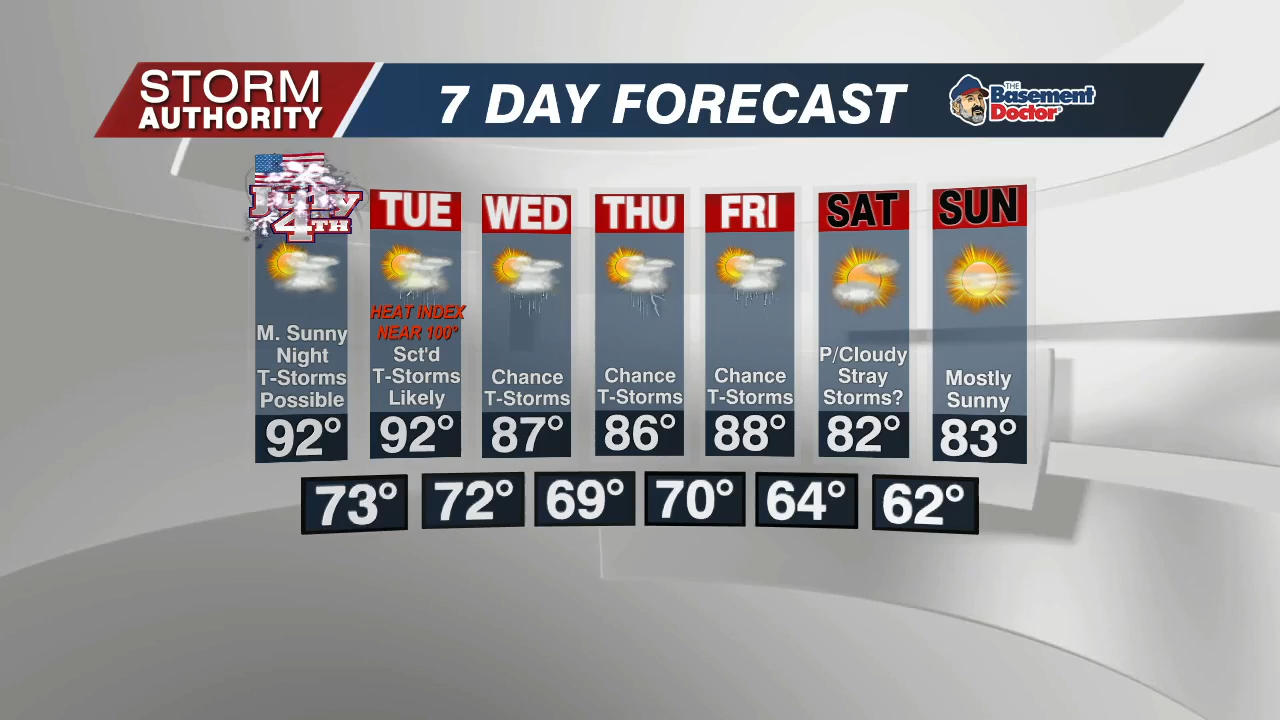 STORM
AUTHORITY
7 DAY FORECAST
THE
Basement
Doctor
July
4TH
TUE
WED
THU
FRI
SAT
SUN
HEAT INDEX
NEAR 100°
M. Sunny
Night
T-Storms
Possible
Sct'd
T-Storms
Likely
Chance
T-Storms
Chance
T-Storms
Chance
T-Storms
P/Cloudy
Stray
Storms?
Mostly
Sunny
92°
92°
87°
86°
88°
82°
83°
73°
72°
69°
70°
64°
62°